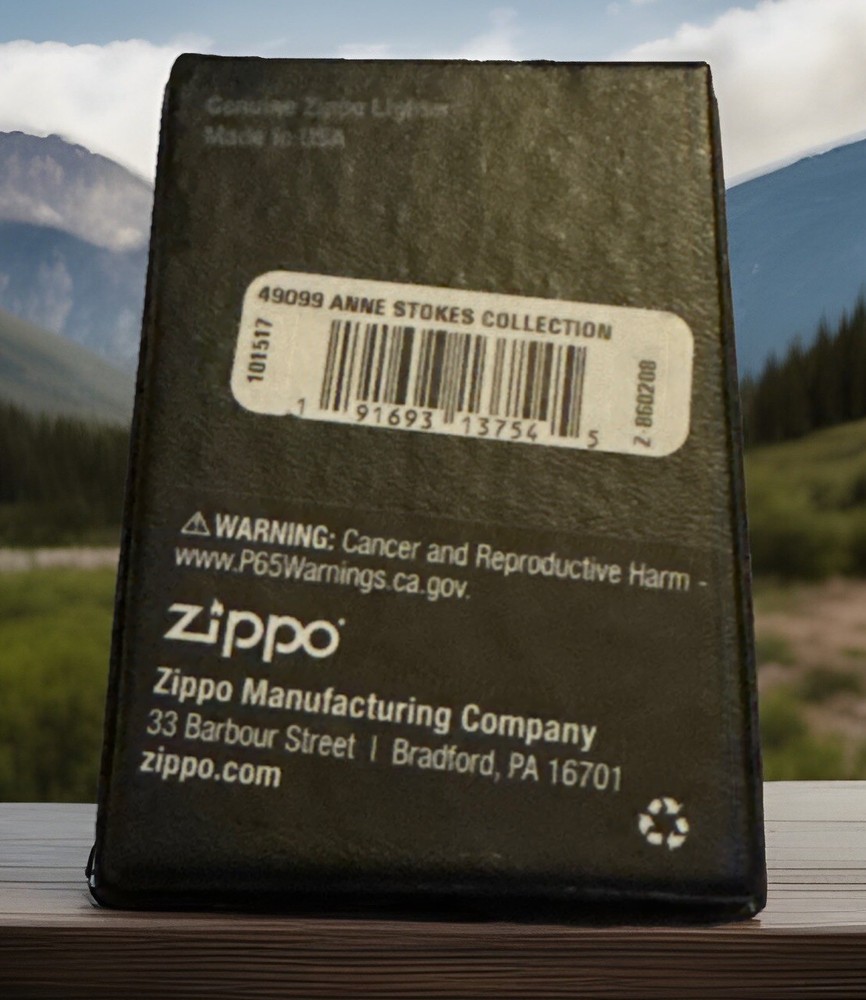 Genuine Zippo Lighter
Made in USA
49099 ANNE STOKES COLLECTION
101517
1 91693 13754 5
Z-860208
⚠ WARNING: Cancer and Reproductive Harm -
www.P65Warnings.ca.gov.
zippo
Zippo Manufacturing Company
33 Barbour Street | Bradford, PA 16701
zippo.com